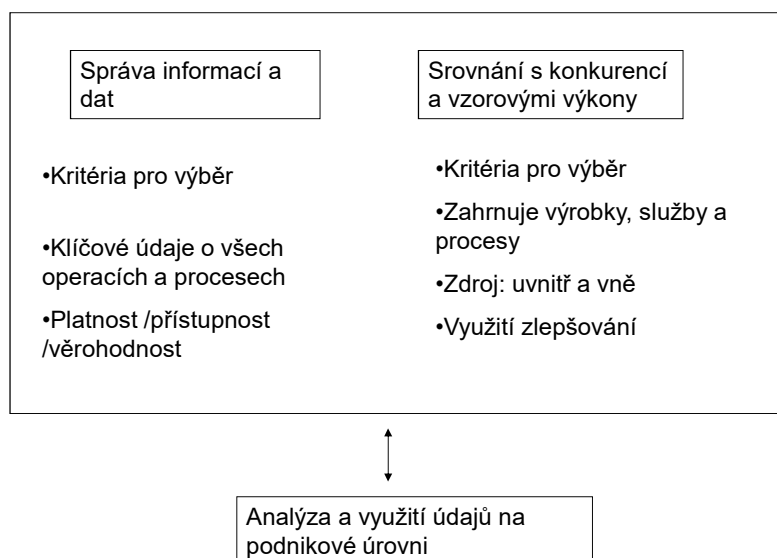 Správa informací a
dat
•Kritéria pro výběr
•Klíčové údaje o všech
operacích a procesech
•Platnost /přístupnost
/věrohodnost
Srovnání s konkurencí
a vzorovými výkony
•Kritéria pro výběr
•Zahrnuje výrobky, služby a
procesy
•Zdroj: uvnitř a vně
•Využití zlepšování
Analýza a využití údajů na
podnikové úrovni